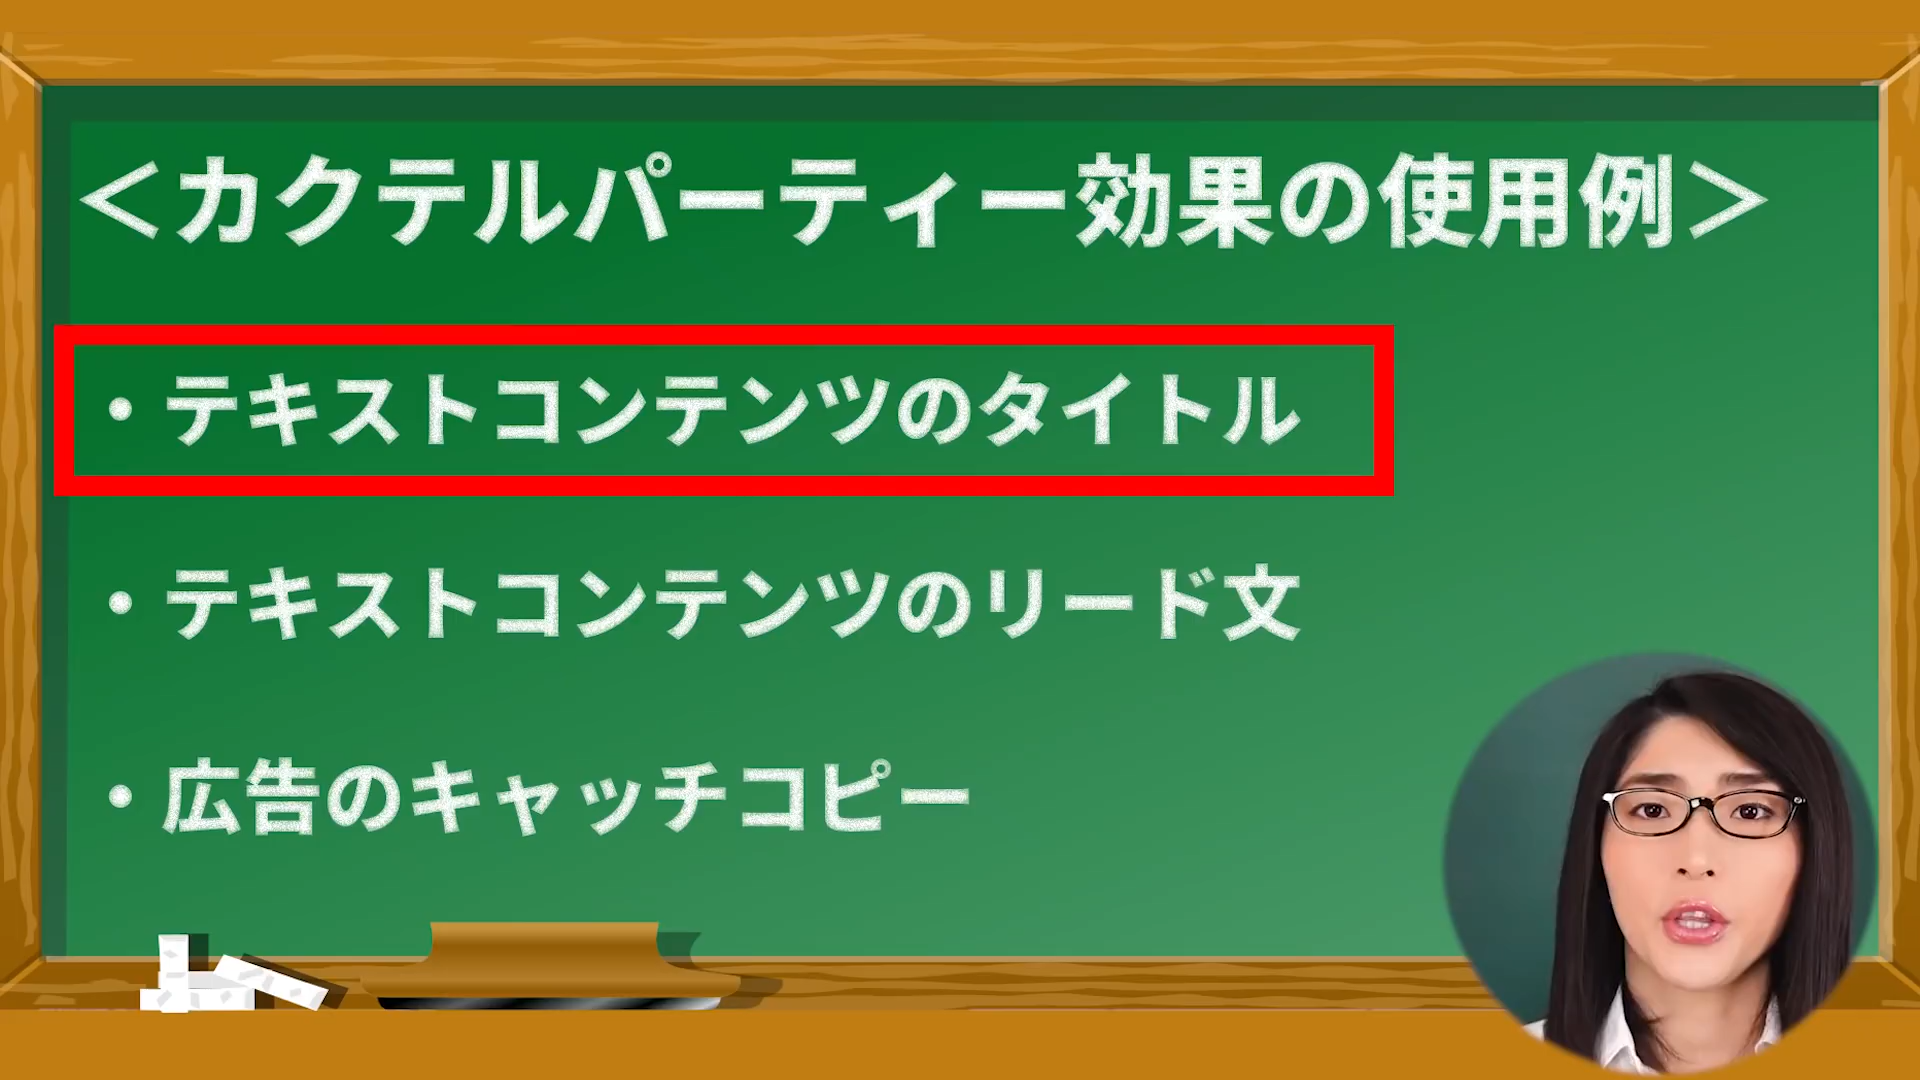 ＜カクテルパーティー効果の使用例＞
・テキストコンテンツのタイトル
・テキストコンテンツのリード文
・広告のキャッチコピー